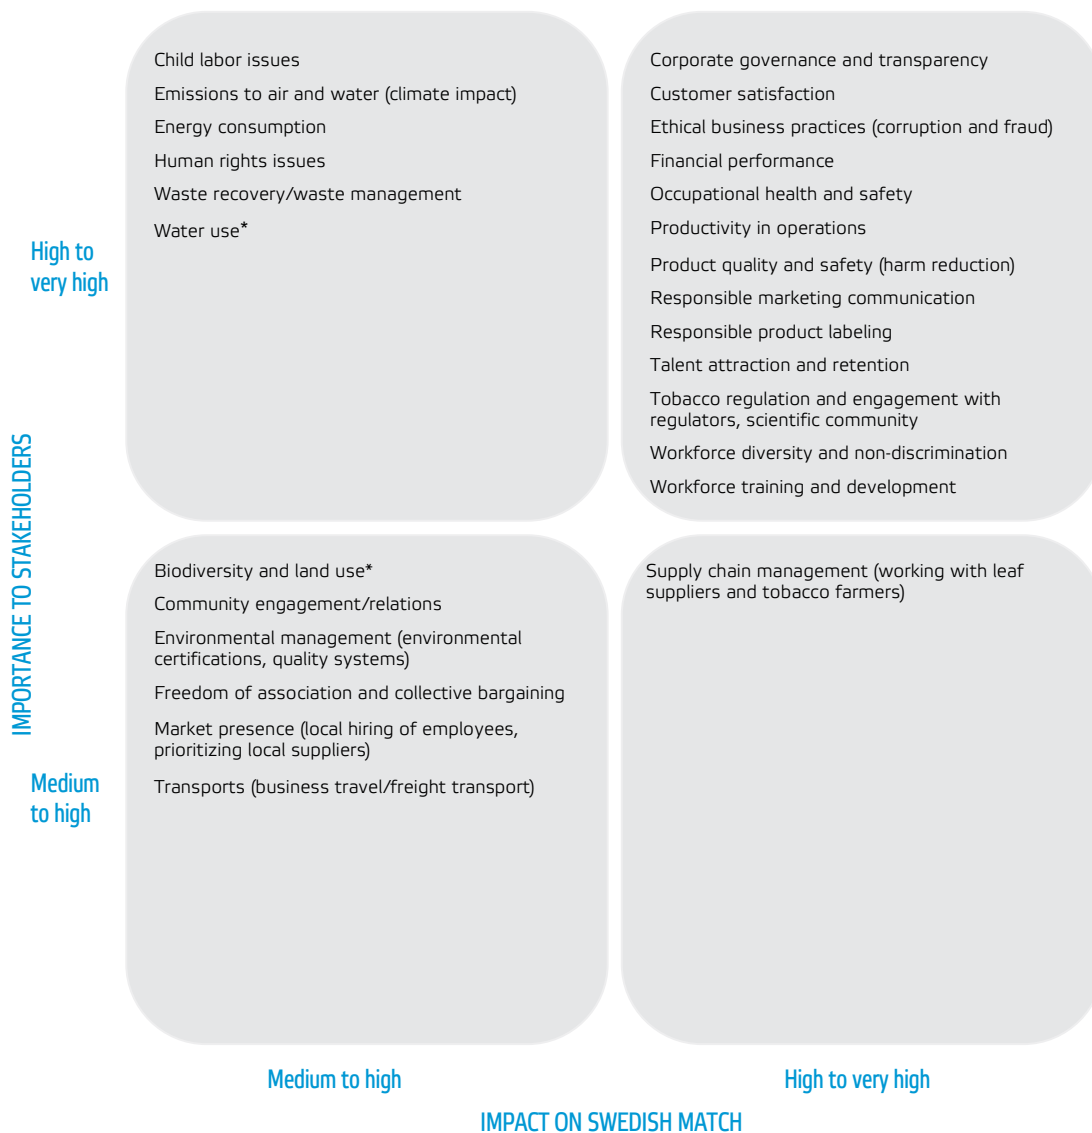 Child labor issues
Emissions to air and water (climate impact)
Energy consumption
Human rights issues
Waste recovery/waste management
Water use*
Corporate governance and transparency
Customer satisfaction
Ethical business practices (corruption and fraud)
Financial performance
Occupational health and safety
Productivity in operations
Product quality and safety (harm reduction)
Responsible marketing communication
Responsible product labeling
Talent attraction and retention
Tobacco regulation and engagement with
regulators, scientific community
Workforce diversity and non-discrimination
Workforce training and development
High to
very high
IMPORTANCE TO STAKEHOLDERS
Biodiversity and land use*
Community engagement/relations
Environmental management (environmental
certifications, quality systems)
Freedom of association and collective bargaining
Market presence (local hiring of employees,
prioritizing local suppliers)
Transports (business travel/freight transport)
Supply chain management (working with leaf
suppliers and tobacco farmers)
Medium
to high
Medium to high
High to very high
IMPACT ON SWEDISH MATCH